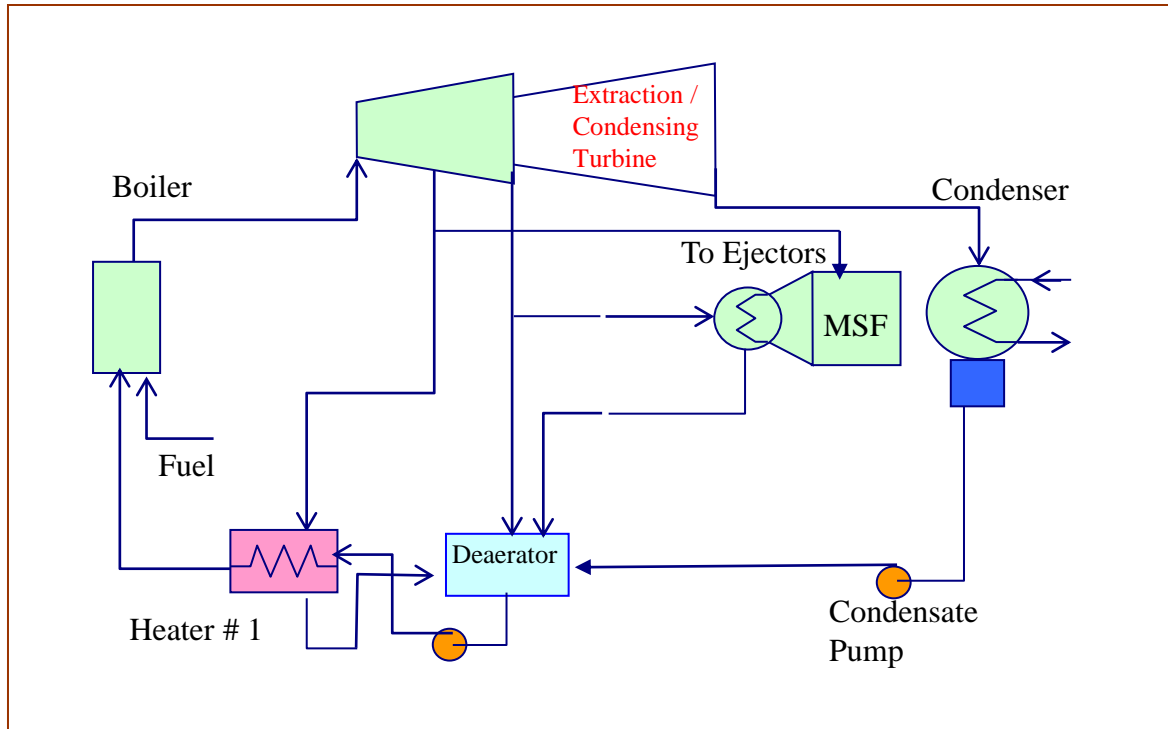 Extraction /
Condensing
Turbine
Boiler
Condenser
To Ejectors
MSF
Fuel
Deaerator
Heater # 1
Condensate
Pump